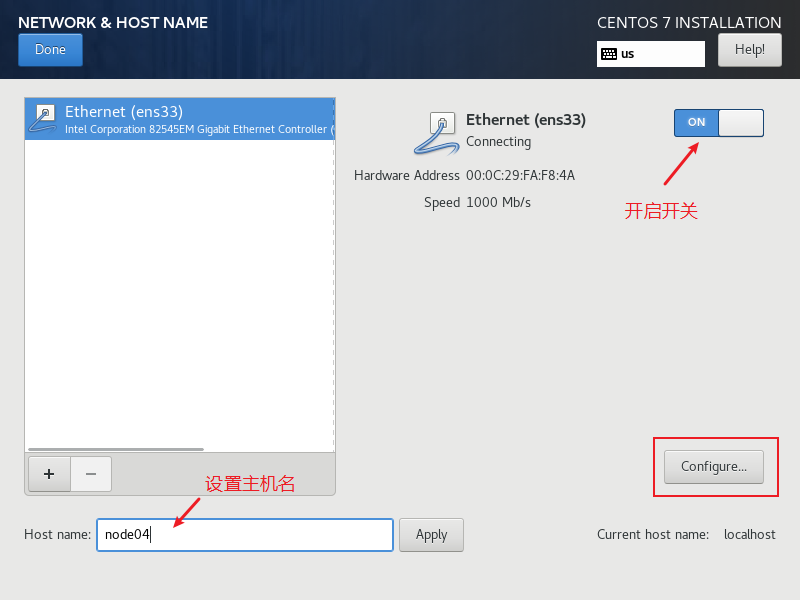 NETWORK & HOST NAME
CENTOS 7 INSTALLATION
Done
us
Help!
Ethernet (ens33)
Intel Corporation 82545EM Gigabit Ethernet Controller (
Ethernet (ens33)
Connecting
ON
Hardware Address 00:0C:29:FA:F8:4A
Speed 1000 Mb/s
开启开关
+
−
设置主机名
Configure...
Host name: node04
Apply
Current host name: localhost